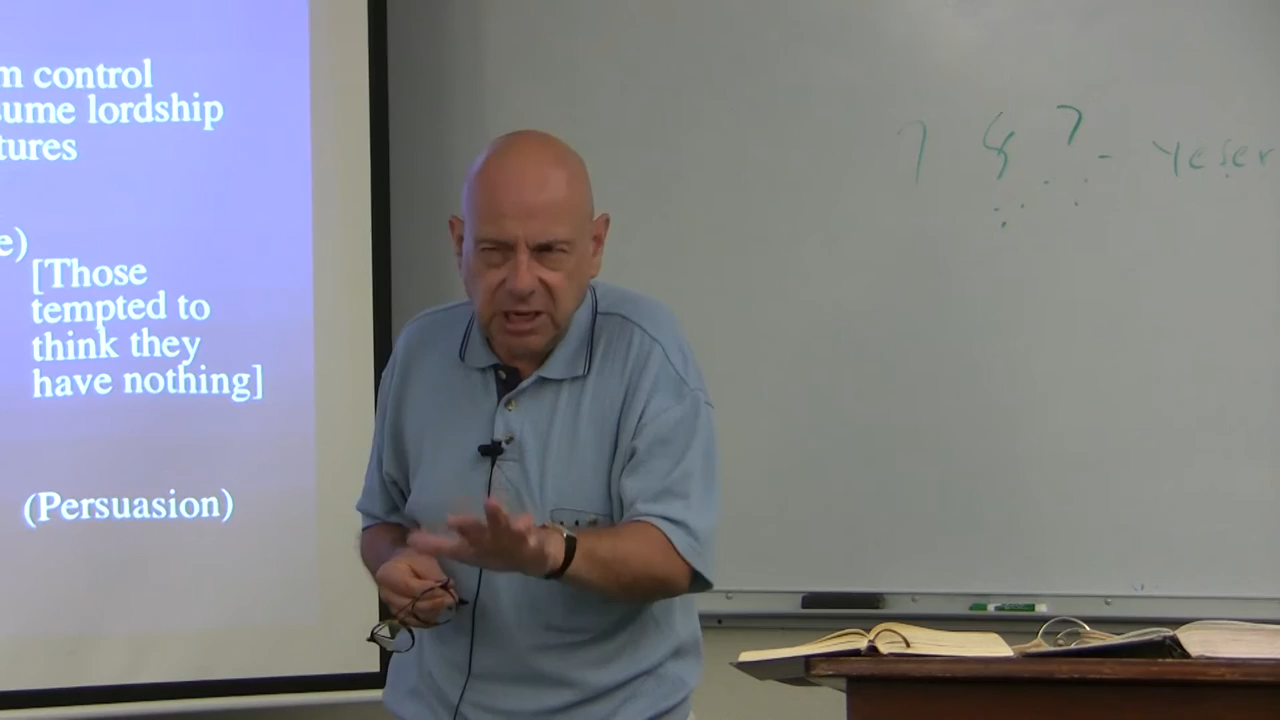 m control
sume lordship
tures
e)
[Those
tempted to
think they
have nothing]
(Persuasion)
יֵצֶר - yeser